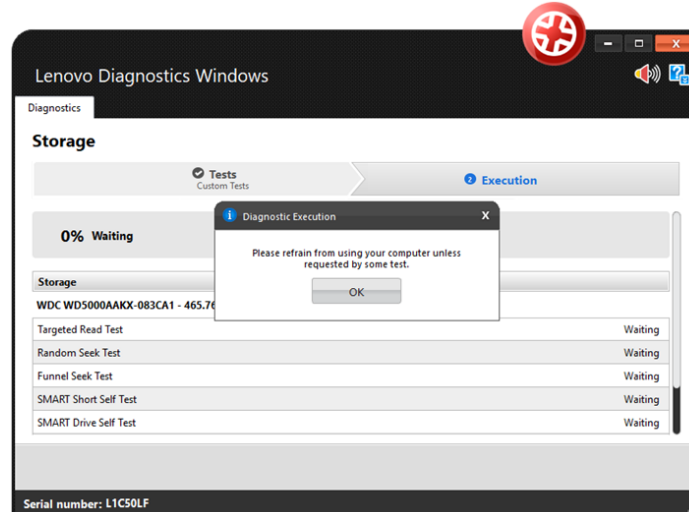 Lenovo Diagnostics Windows
Diagnostics
Storage
Tests
Custom Tests
2 Execution
0% Waiting
Diagnostic Execution X
Please refrain from using your computer unless
requested by some test.
OK
Storage
WDC WD5000AAKX-083CA1 - 465.76
Targeted Read Test Waiting
Random Seek Test Waiting
Funnel Seek Test Waiting
SMART Short Self Test Waiting
SMART Drive Self Test Waiting
Serial number: L1C50LF